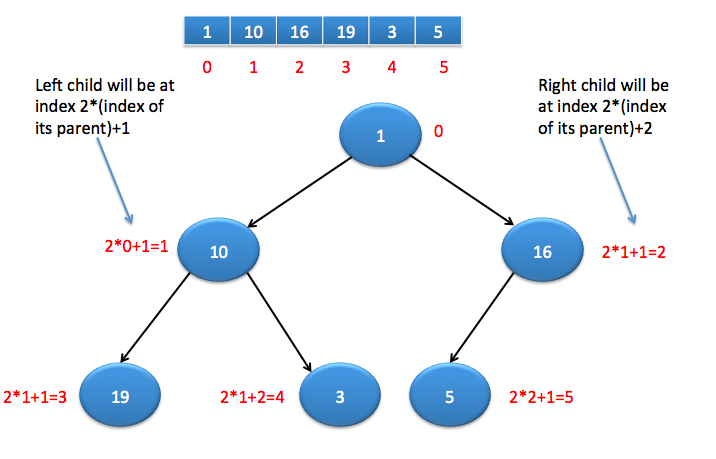 1 10 16 19 3 5
0 1 2 3 4 5
Left child will be at
index 2*(index of
its parent)+1
Right child will be
at index 2*(index
of its parent)+2
1 0
2*0+1=1 10 16 2*1+1=2
2*1+1=3 19 2*1+2=4 3 5 2*2+1=5